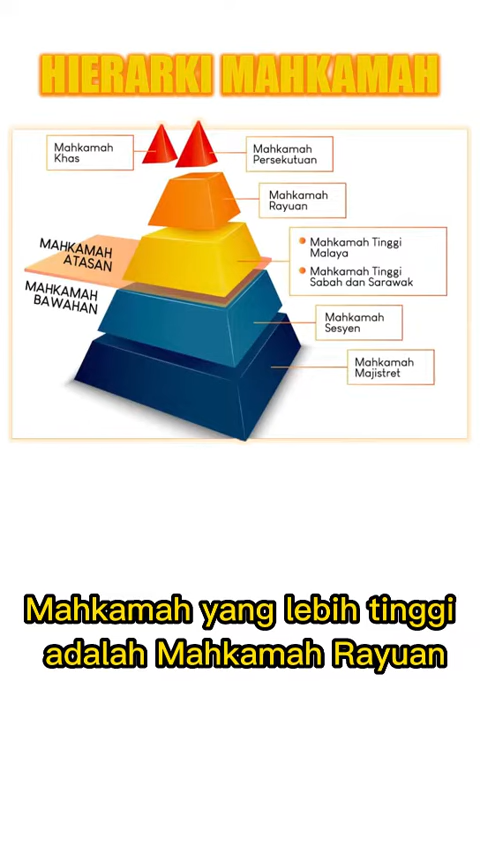 HIERARKI MAHKAMAH
Mahkamah
Khas
Mahkamah
Persekutuan
Mahkamah
Rayuan
MAHKAMAH
ATASAN
Mahkamah Tinggi
Malaya
Mahkamah Tinggi
Sabah dan Sarawak
MAHKAMAH
BAWAHAN
Mahkamah
Sesyen
Mahkamah
Majistret
Mahkamah yang lebih tinggi
adalah Mahkamah Rayuan